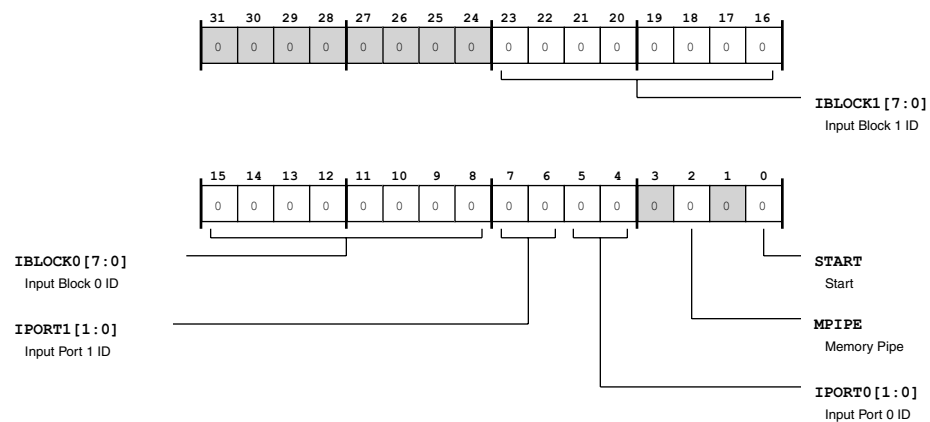 31 30 29 28 27 26 25 24 23 22 21 20 19 18 17 16
0 0 0 0 0 0 0 0 0 0 0 0 0 0 0 0
IBLOCK1[7:0]
Input Block 1 ID
15 14 13 12 11 10 9 8 7 6 5 4 3 2 1 0
0 0 0 0 0 0 0 0 0 0 0 0 0 0 0 0
IBLOCK0[7:0]
Input Block 0 ID
START
Start
IPORT1[1:0]
Input Port 1 ID
MPIPE
Memory Pipe
IPORT0[1:0]
Input Port 0 ID